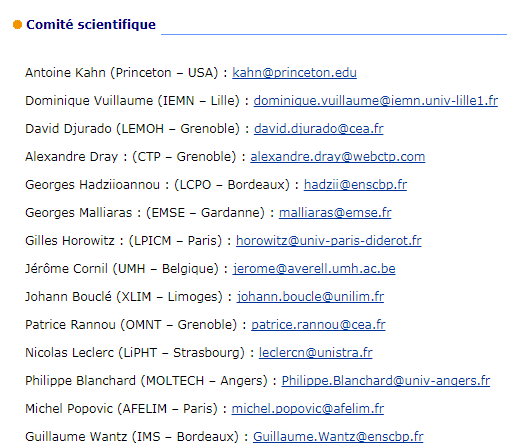 Comité scientifique
Antoine Kahn (Princeton – USA) : kahn@princeton.edu
Dominique Vuillaume (IEMN – Lille) : dominique.vuillaume@iemn.univ-lille1.fr
David Djurado (LEMOH – Grenoble) : david.djurado@cea.fr
Alexandre Dray : (CTP – Grenoble) : alexandre.dray@webctp.com
Georges Hadziioannou : (LCPO – Bordeaux) : hadzii@enscbp.fr
Georges Malliaras : (EMSE – Gardanne) : malliaras@emse.fr
Gilles Horowitz : (LPICM – Paris) : horowitz@univ-paris-diderot.fr
Jérôme Cornil (UMH – Belgique) : jerome@averell.umh.ac.be
Johann Bouclé (XLIM – Limoges) : johann.boucle@unilim.fr
Patrice Rannou (OMNT – Grenoble) : patrice.rannou@cea.fr
Nicolas Leclerc (LiPHT – Strasbourg) : leclercn@unistra.fr
Philippe Blanchard (MOLTECH – Angers) : Philippe.Blanchard@univ-angers.fr
Michel Popovic (AFELIM – Paris) : michel.popovic@afelim.fr
Guillaume Wantz (IMS – Bordeaux) : Guillaume.Wantz@enscbp.fr